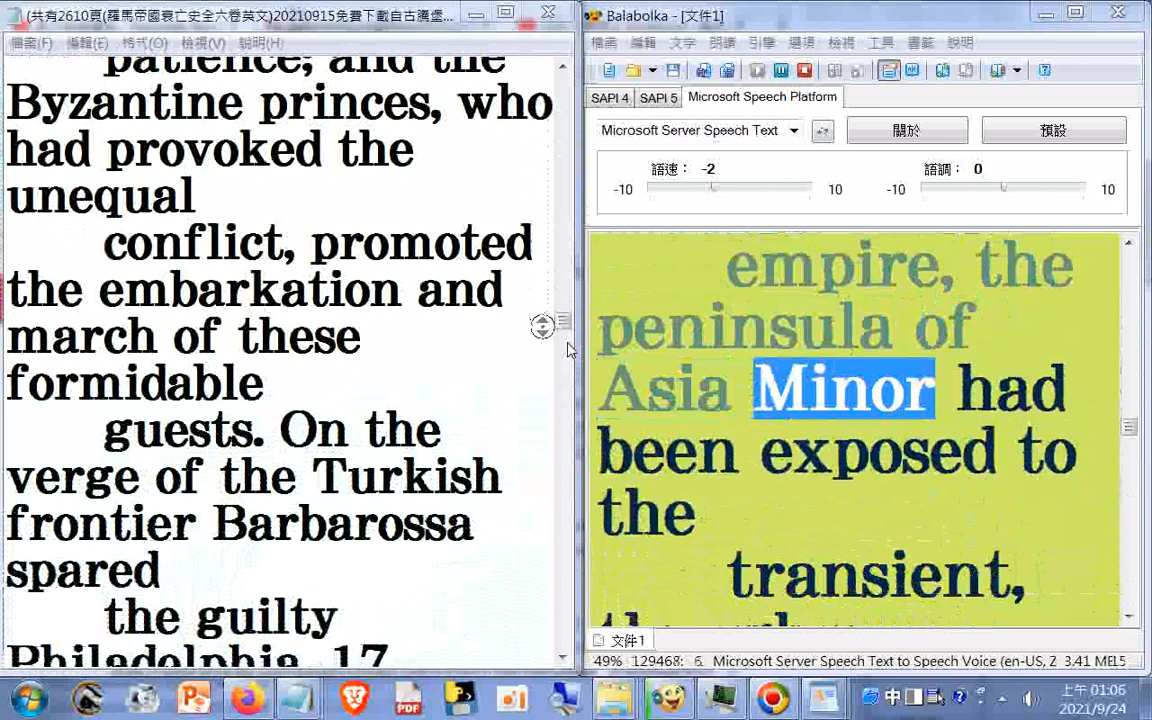 (共有2610頁(羅馬帝國衰亡史全六卷英文)20210915免費下載自古騰堡...
檔案(F) 編輯(E) 格式(O) 檢視(V) 說明(H)
patience; and the
Byzantine princes, who
had provoked the
unequal
conflict, promoted
the embarkation and
march of these
formidable
guests. On the
verge of the Turkish
frontier Barbarossa
spared
the guilty
Philadelphia, 17
Balabolka - [文件1]
檔案 編輯 文字 朗讀 引擎 選項 檢視 工具 書籤 說明
SAPI 4 SAPI 5 Microsoft Speech Platform
Microsoft Server Speech Text 關於 預設
語速： -2 語調： 0
-10 10 -10 10
empire, the
peninsula of
Asia Minor had
been exposed to
the
transient,
文件1
49% 129468: 6. Microsoft Server Speech Text to Speech Voice (en-US, Z 3.41 MB
中
上午 01:06
2021/9/24